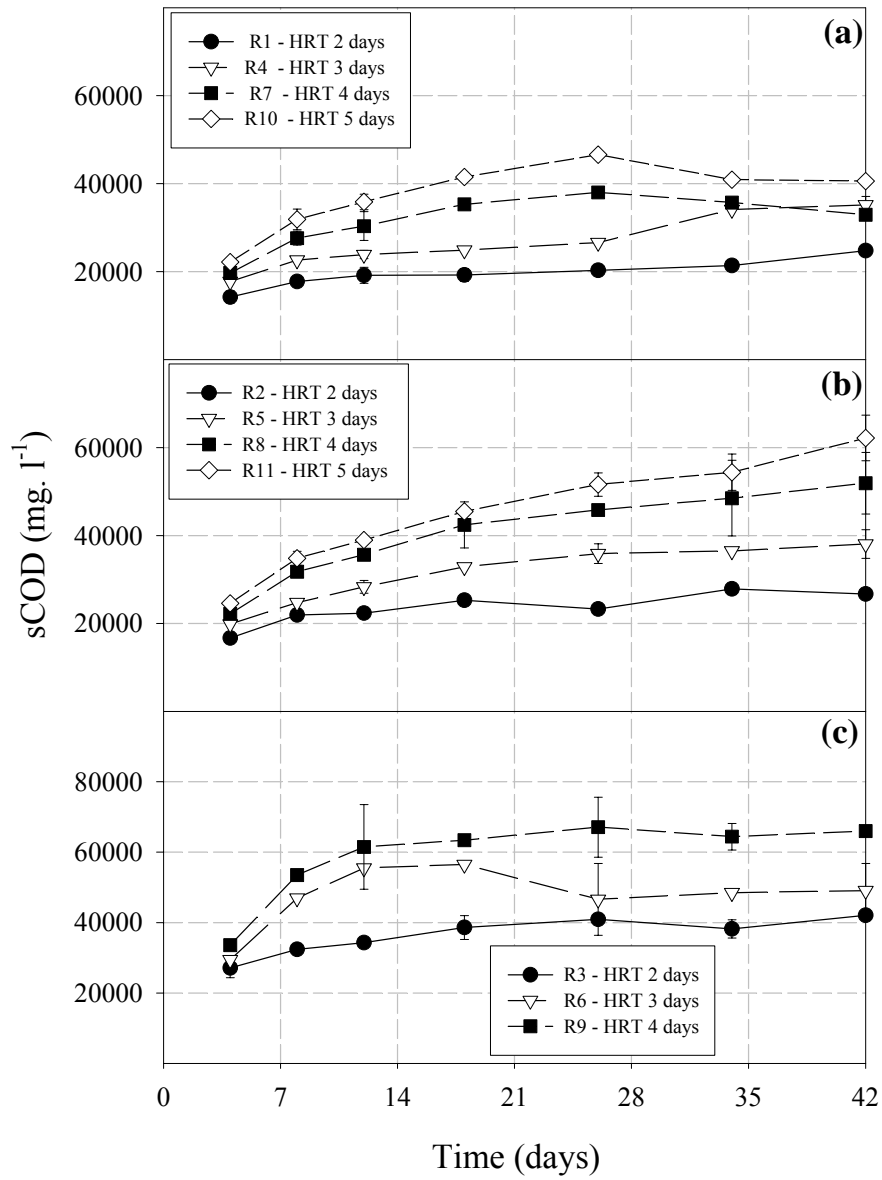 (a)
R1 - HRT 2 days
R4 - HRT 3 days
R7 - HRT 4 days
R10 - HRT 5 days
60000
40000
20000
(b)
R2 - HRT 2 days
R5 - HRT 3 days
R8 - HRT 4 days
R11 - HRT 5 days
60000
40000
20000
sCOD (mg. l-1)
(c)
80000
60000
40000
20000
R3 - HRT 2 days
R6 - HRT 3 days
R9 - HRT 4 days
0 7 14 21 28 35 42
Time (days)